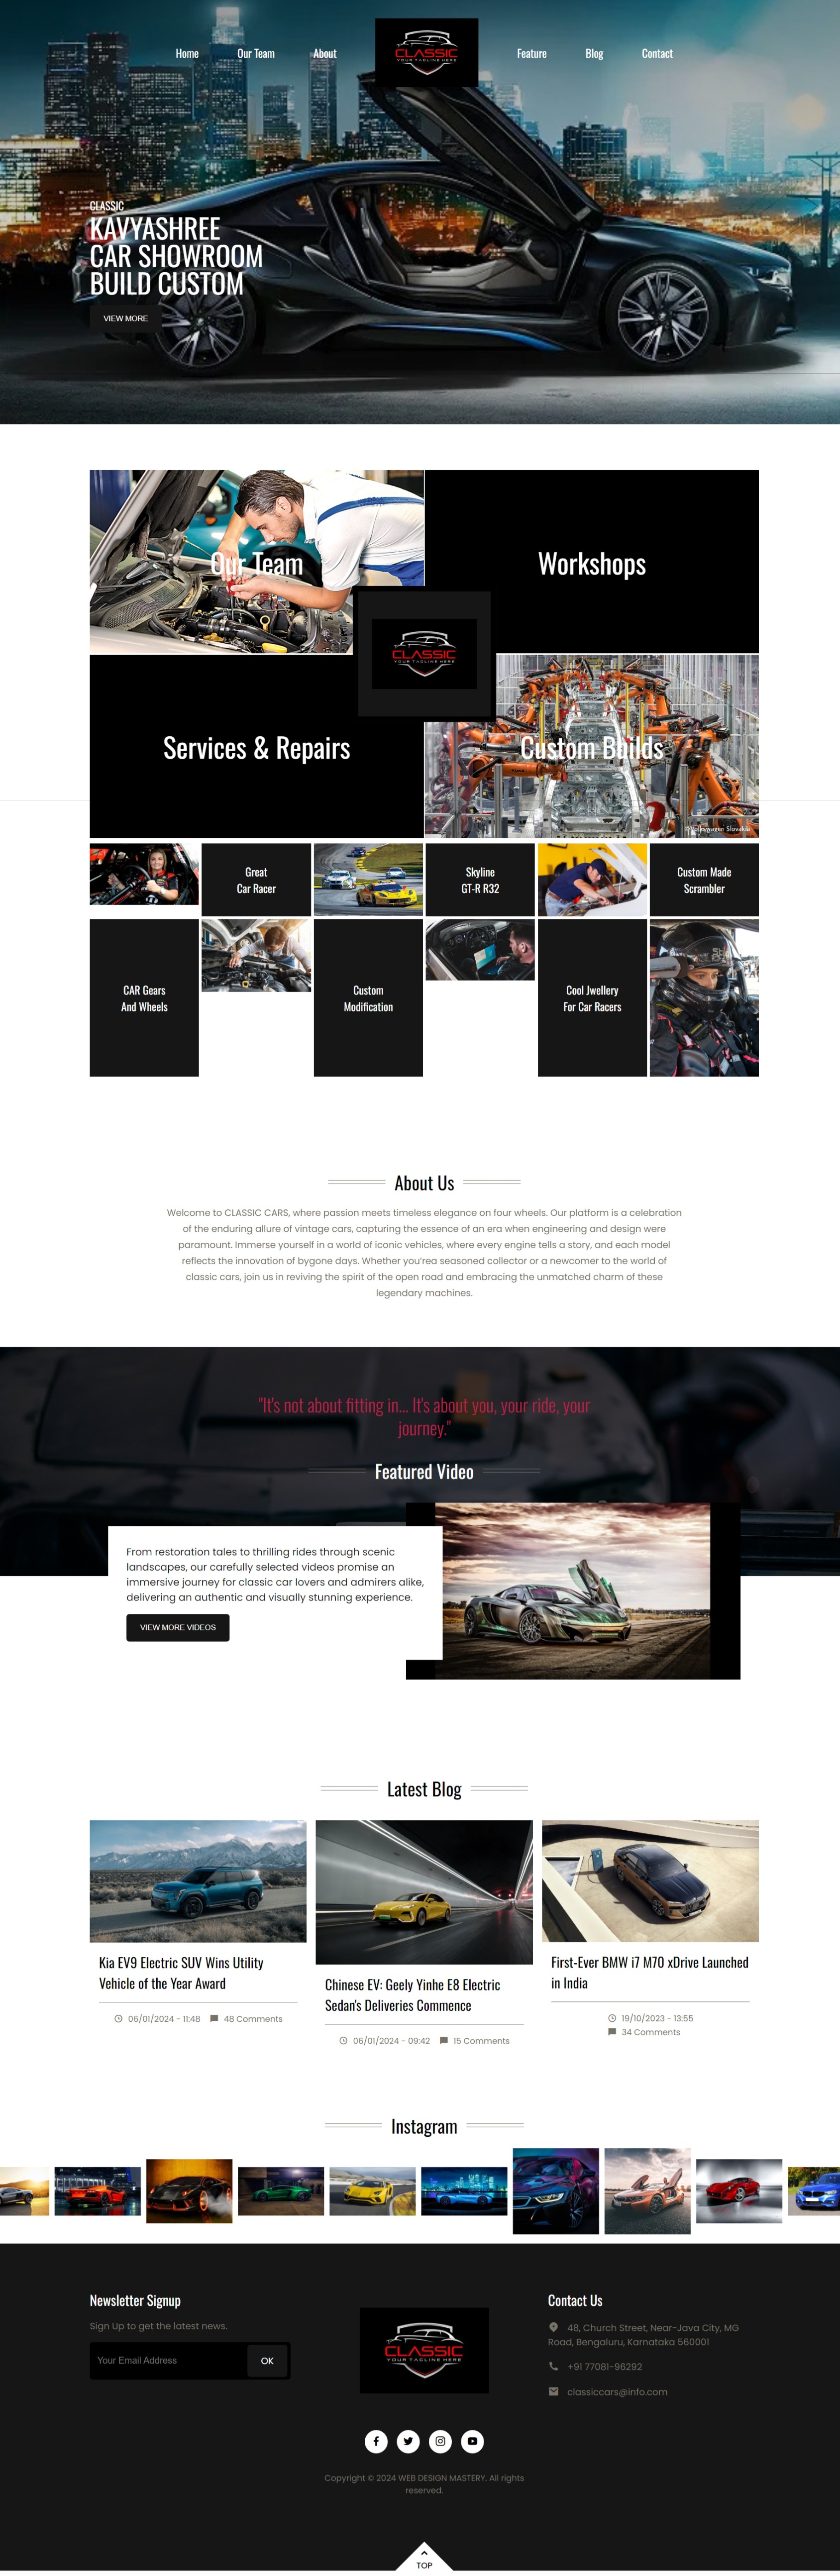 Home
Our Team
About
CLASSIC
YOUR TAGLINE HERE
Feature
Blog
Contact
CLASSIC
KAVYASHREE
CAR SHOWROOM
BUILD CUSTOM
VIEW MORE
Our Team
Workshops
CLASSIC
YOUR TAGLINE HERE
Services & Repairs
Custom Builds
Volkswagen Slovakia
Great
Car Racer
Skyline
GT-R R32
Custom Made
Scrambler
CAR Gears
And Wheels
Custom
Modification
Cool Jwellery
For Car Racers
About Us
Welcome to CLASSIC CARS, where passion meets timeless elegance on four wheels. Our platform is a celebration
of the enduring allure of vintage cars, capturing the essence of an era when engineering and design were
paramount. Immerse yourself in a world of iconic vehicles, where every engine tells a story, and each model
reflects the innovation of bygone days. Whether you'rea seasoned collector or a newcomer to the world of
classic cars, join us in reviving the spirit of the open road and embracing the unmatched charm of these
legendary machines.
"It's not about fitting in... It's about you, your ride, your
journey."
Featured Video
From restoration tales to thrilling rides through scenic
landscapes, our carefully selected videos promise an
immersive journey for classic car lovers and admirers alike,
delivering an authentic and visually stunning experience.
VIEW MORE VIDEOS
Latest Blog
Kia EV9 Electric SUV Wins Utility
Vehicle of the Year Award
06/01/2024 - 11:48 48 Comments
Chinese EV: Geely Yinhe E8 Electric
Sedan's Deliveries Commence
06/01/2024 - 09:42 15 Comments
First-Ever BMW i7 M70 xDrive Launched
in India
19/10/2023 - 13:55
34 Comments
Instagram
Newsletter Signup
Sign Up to get the latest news.
Your Email Address
OK
CLASSIC
YOUR TAGLINE HERE
Contact Us
48, Church Street, Near-Java City, MG
Road, Bengaluru, Karnataka 560001
+91 77081-96292
classiccars@info.com
Copyright © 2024 WEB DESIGN MASTERY. All rights
reserved.
TOP